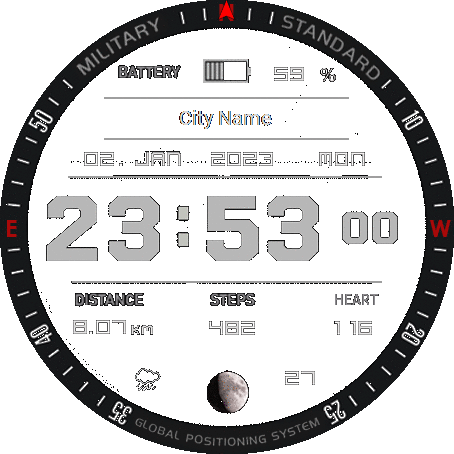 MILITARY STANDARD
BATTERY 59 %
City Name
02. JAN 2023 MON
23:53 00
DISTANCE STEPS HEART
8.07 KM 482 116
27
50 10
E W
40 20
35 25
GLOBAL POSITIONING SYSTEM